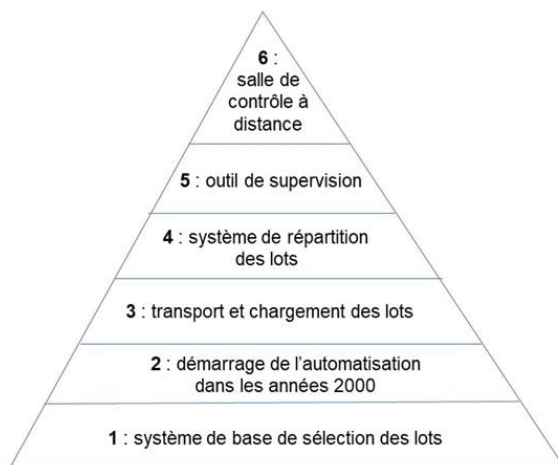 6 :
salle de
contrôle à
distance
5 : outil de supervision
4 : système de répartition
des lots
3 : transport et chargement des lots
2 : démarrage de l'automatisation
dans les années 2000
1 : système de base de sélection des lots